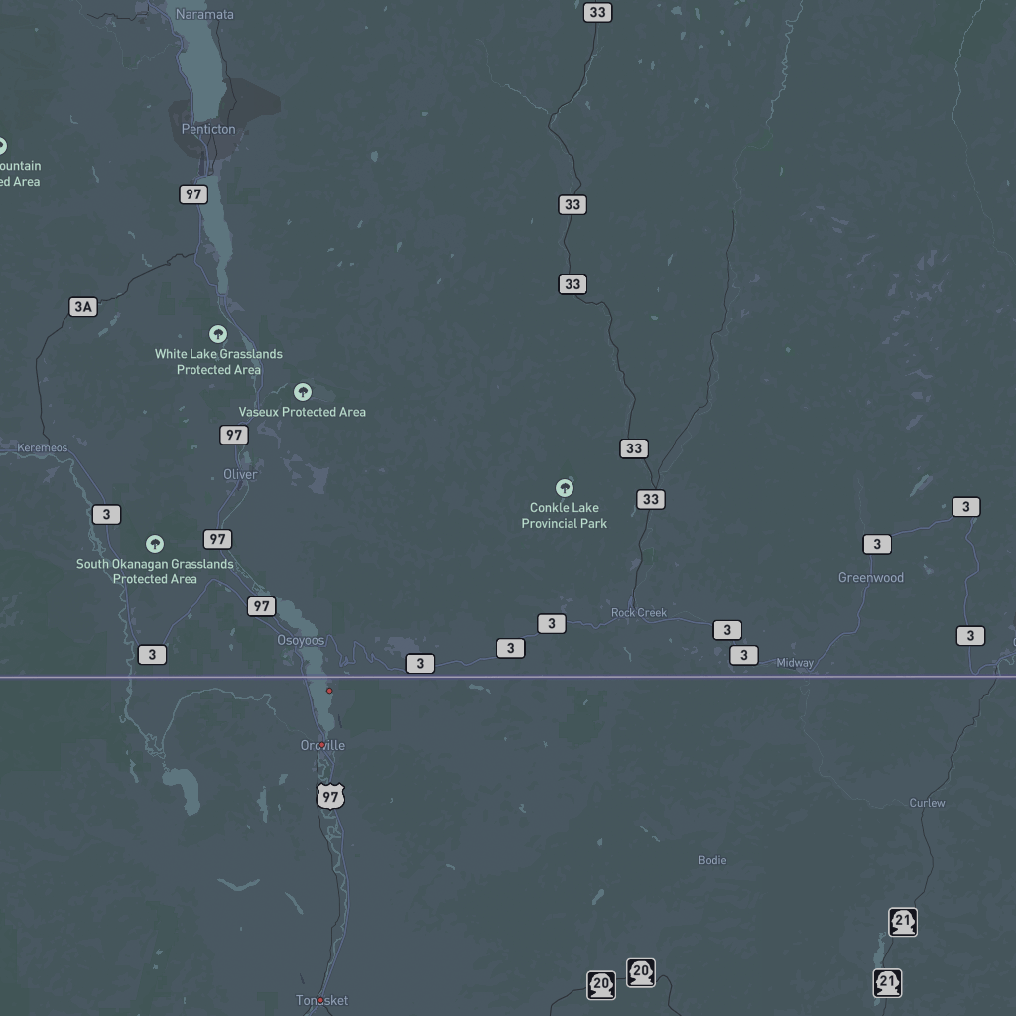 Naramata
33
Penticton
ountain
ed Area
97
33
33
3A
White Lake Grasslands
Protected Area
Vaseux Protected Area
97
Keremeos
33
Oliver
Conkle Lake
Provincial Park
33
3
3
97
3
South Okanagan Grasslands
Protected Area
Greenwood
97
Rock Creek
3
3
3
Osoyoos
3
3
3
3
Midway
Oroville
97
Curlew
Bodie
21
20
20
21
Tonasket